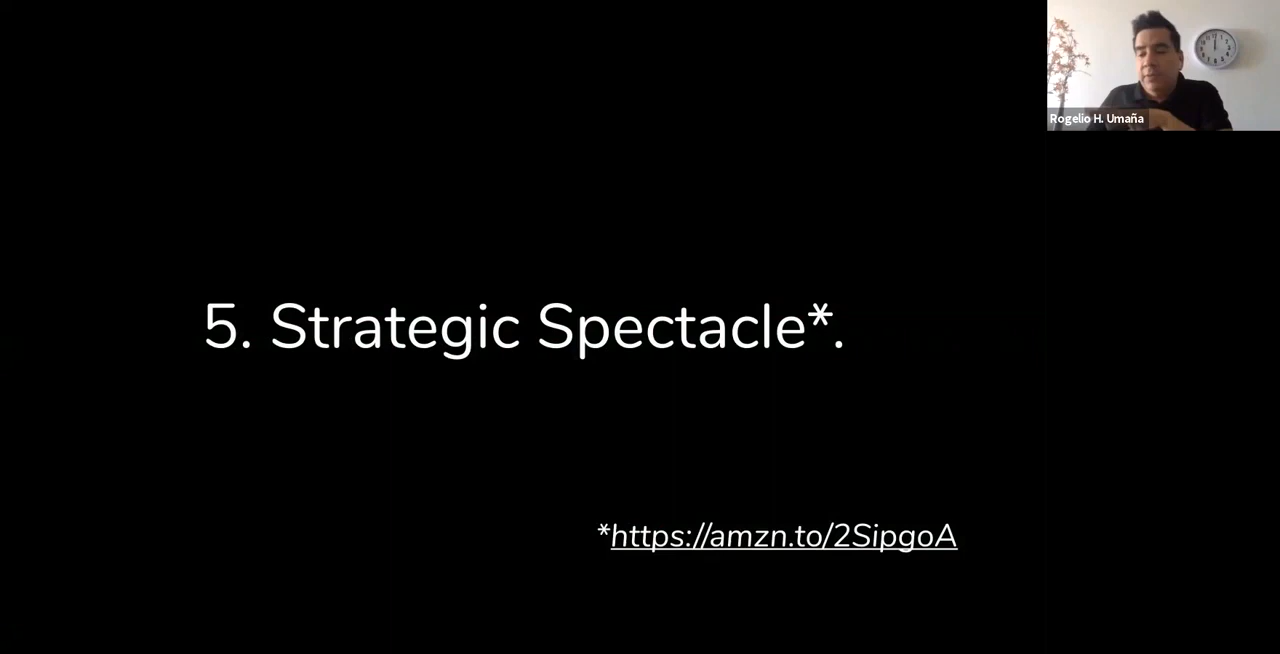 Rogelio H. Umaña
5. Strategic Spectacle*.
*https://amzn.to/2SipgoA